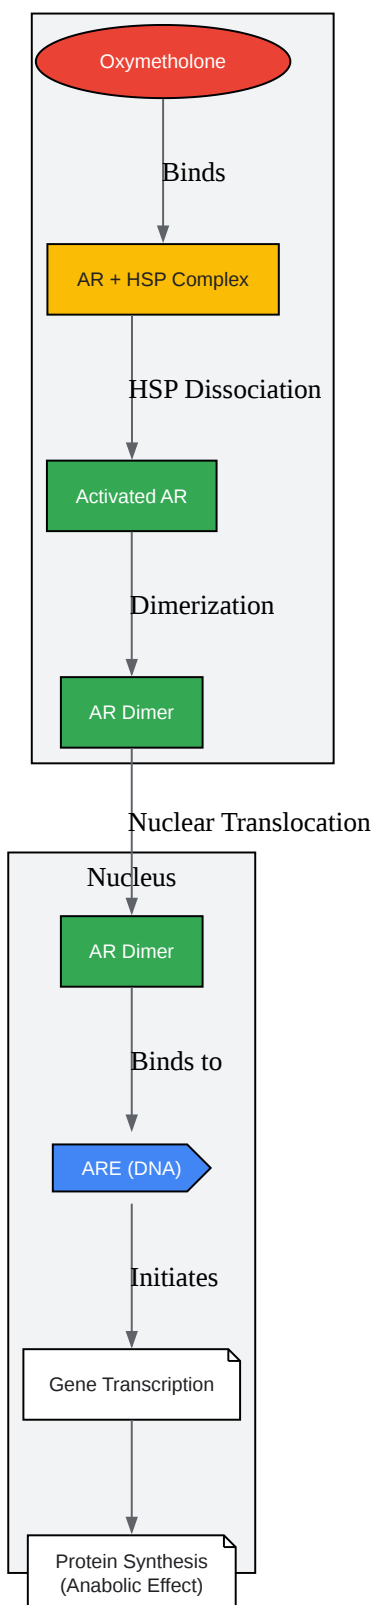 Oxymetholone
Binds
AR + HSP Complex
HSP Dissociation
Activated AR
Dimerization
AR Dimer
Nuclear Translocation
Nucleus
AR Dimer
Binds to
ARE (DNA)
Initiates
Gene Transcription
Protein Synthesis
(Anabolic Effect)